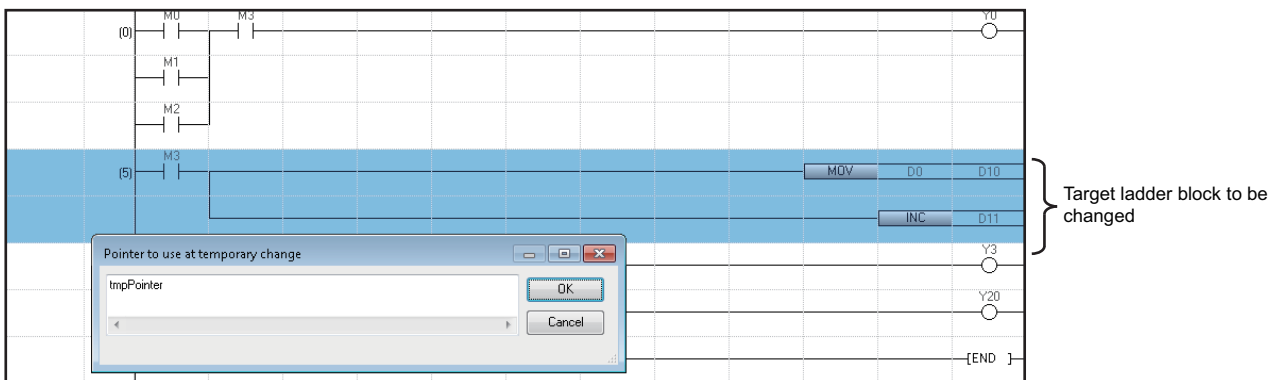 M0 M3 Y0
(0)
M1
M2
M3
(5) MOV D0 D10
INC D11
Target ladder block to be
changed
Pointer to use at temporary change
tmpPointer
OK
Cancel
Y3
Y20
[END ]